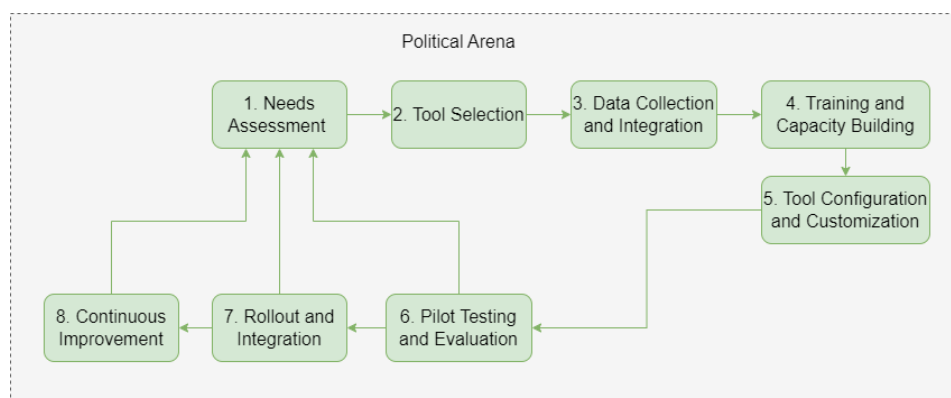 Political Arena
1. Needs
Assessment
2. Tool Selection
3. Data Collection
and Integration
4. Training and
Capacity Building
5. Tool Configuration
and Customization
6. Pilot Testing
and Evaluation
7. Rollout and
Integration
8. Continuous
Improvement